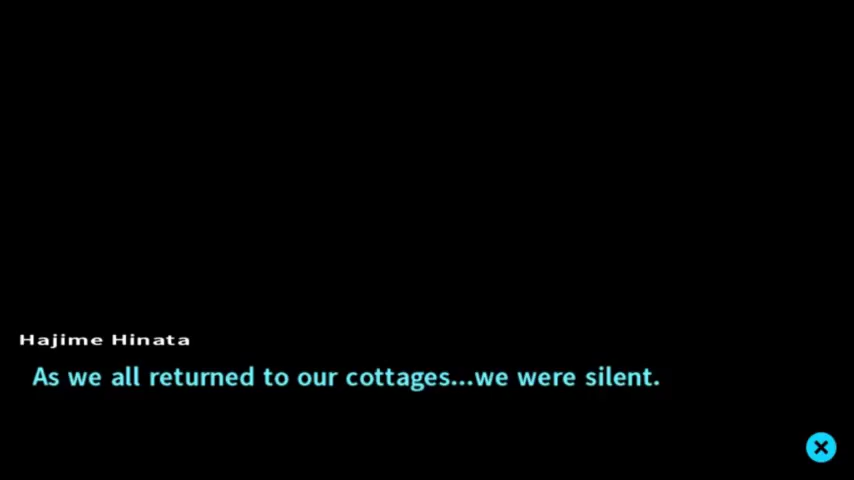 Hajime Hinata
As we all returned to our cottages...we were silent.